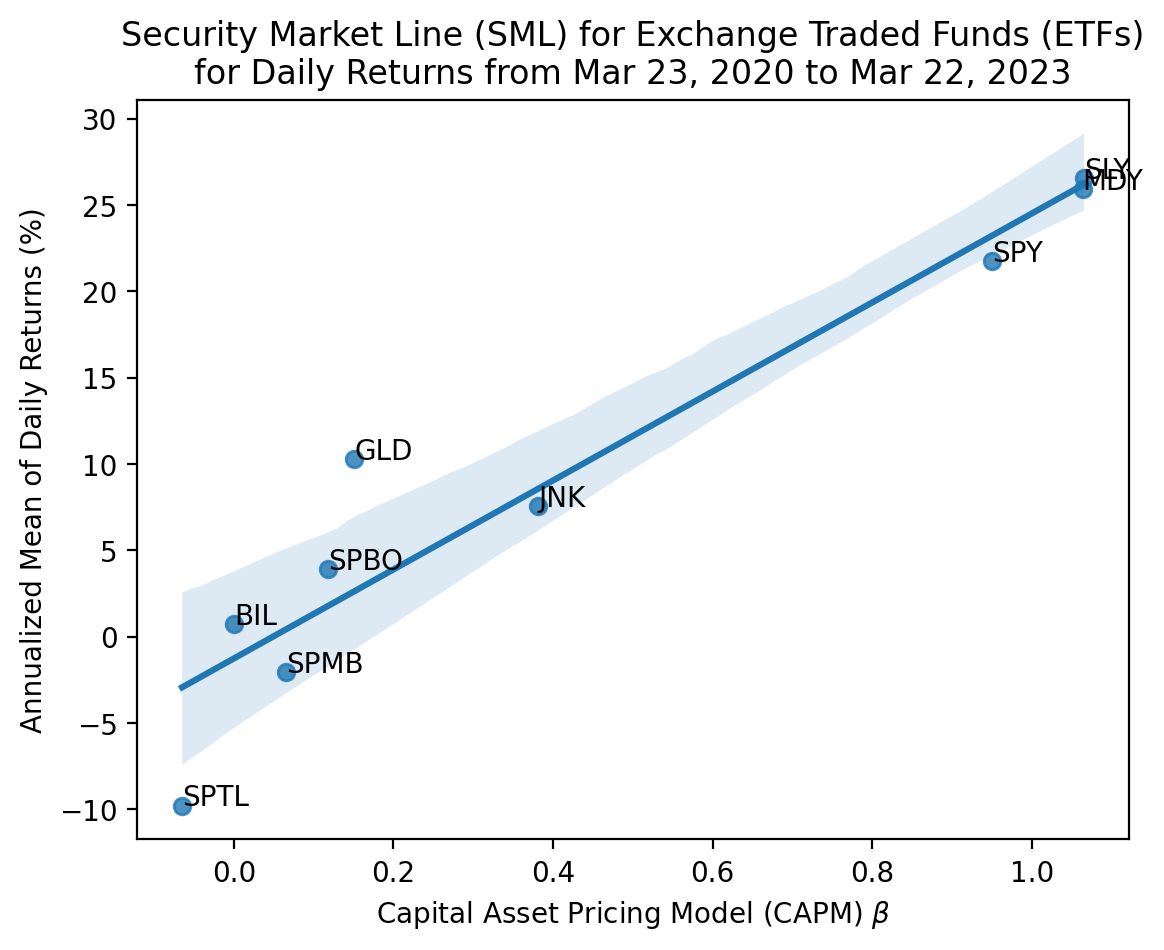 Security Market Line (SML) for Exchange Traded Funds (ETFs)
for Daily Returns from Mar 23, 2020 to Mar 22, 2023
Annualized Mean of Daily Returns (%)
30
25
20
15
10
5
0
−5
−10
SLY
MDY
SPY
GLD
JNK
SPBO
BIL
SPMB
SPTL
0.0 0.2 0.4 0.6 0.8 1.0
Capital Asset Pricing Model (CAPM) β